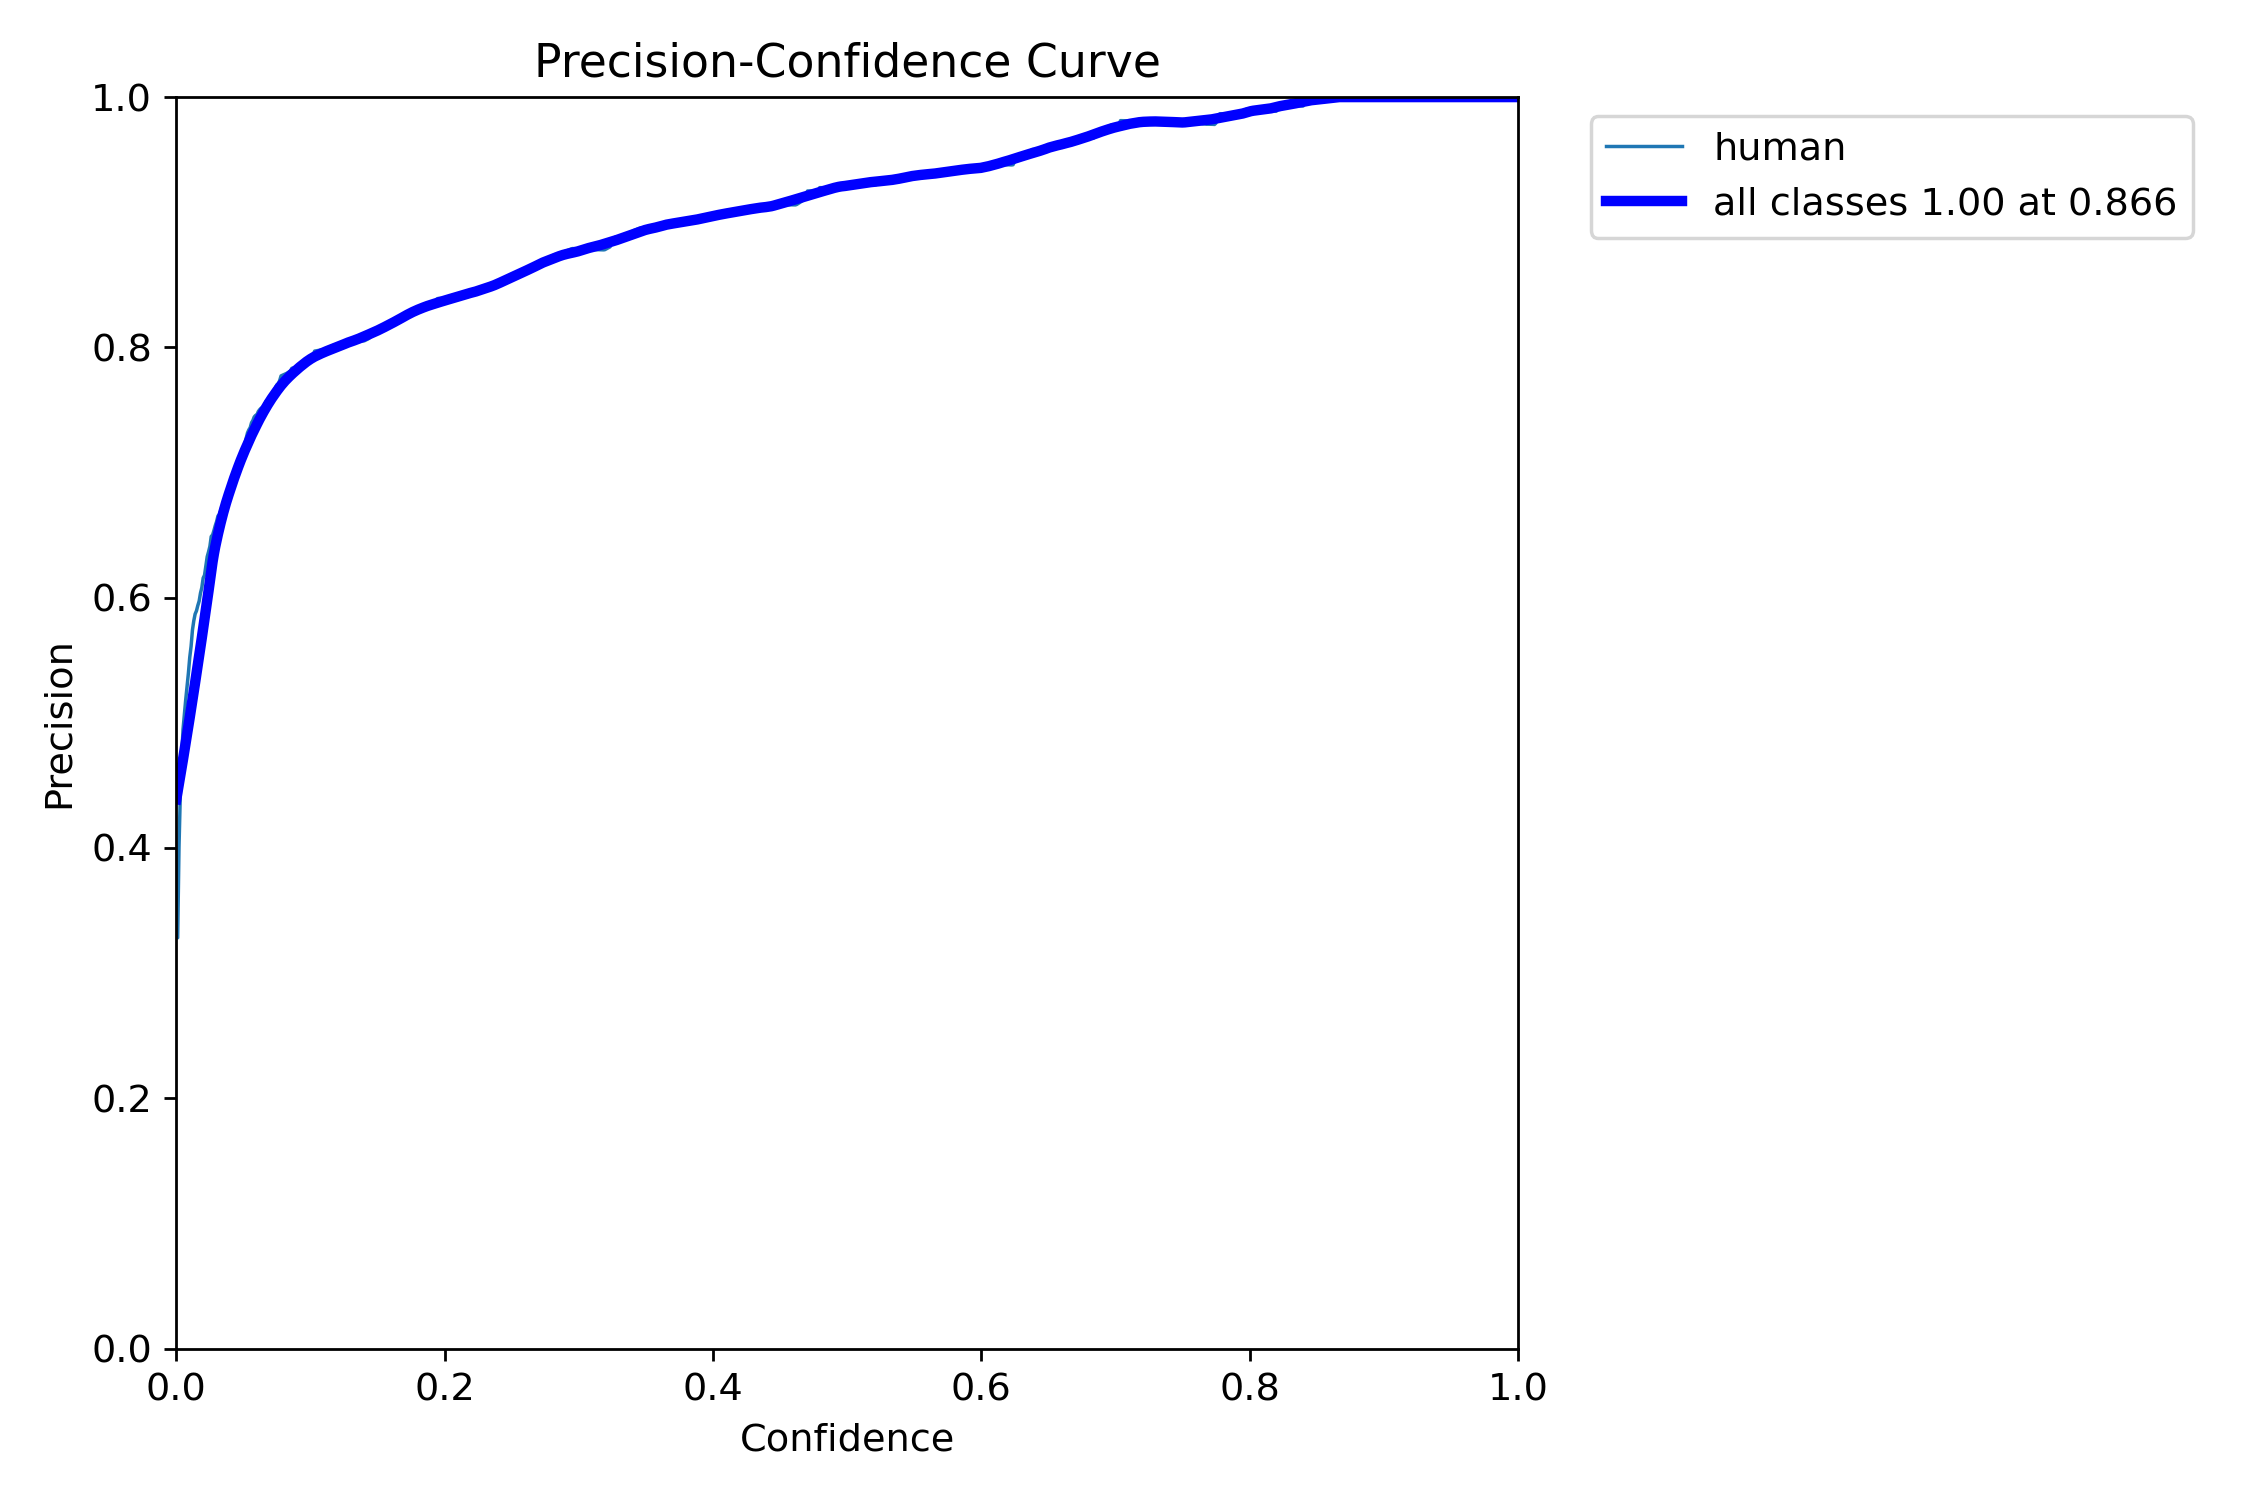 Precision-Confidence Curve
1.0
0.8
0.6
0.4
0.2
0.0
Precision
0.0 0.2 0.4 0.6 0.8 1.0
Confidence
human
all classes 1.00 at 0.866